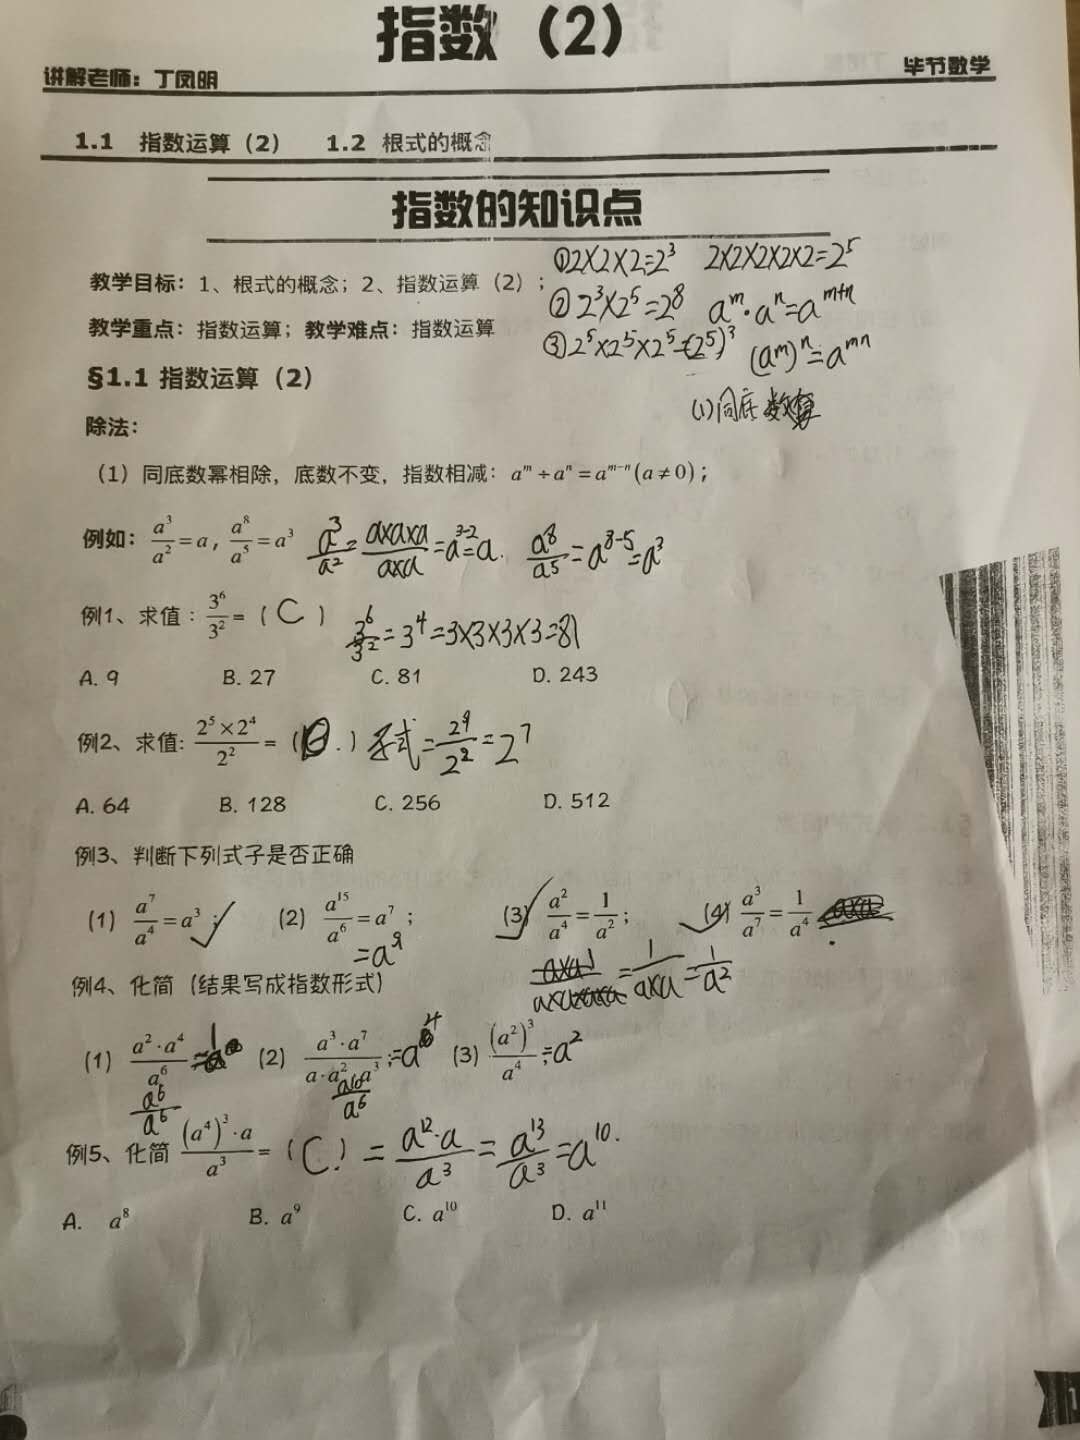 指数（2）
讲解老师：丁凤明
毕节数学
1.1 指数运算（2） 1.2 根式的概念
指数的知识点
①2×2×2=2³ 2×2×2×2×2=2⁵
教学目标：1、根式的概念；2、指数运算（2）；
②2³×2⁵=2⁸ aᵐ·aⁿ=aᵐ⁺ⁿ
教学重点：指数运算；教学难点：指数运算
③2⁵×2⁵×2⁵=(2⁵)³ (aᵐ)ⁿ=aᵐⁿ
§1.1 指数运算（2）
(1)同底数
除法：
（1）同底数幂相除，底数不变，指数相减：aᵐ÷aⁿ=aᵐ⁻ⁿ(a≠0)；
例如：a³/a²=a，a⁸/a⁵=a³ a³/a²=a×a×a/a×a=a³⁻²=a. a⁸/a⁵=a⁸⁻⁵=a³
例1、求值：3⁶/3²=（C） 3⁶/3²=3⁴=3×3×3×3=81
A. 9 B. 27 C. 81 D. 243
例2、求值：2⁵×2⁴/2²=（B.）原式=2⁹/2²=2⁷
A. 64 B. 128 C. 256 D. 512
例3、判断下列式子是否正确
（1）a⁷/a⁴=a³；✓ （2）a¹⁵/a⁶=a⁷； （3）✓ a²/a⁴=1/a²； ✓（4）a³/a⁷=1/a⁴
=a⁹
a×a1/a×a×a×a=1/a×a=1/a²
例4、化简（结果写成指数形式）
（1）a²·a⁴/a⁶=1 （2）a³·a⁷/a·a²·a³；=a⁴ （3）(a²)³/a⁴；=a²
a⁶/a⁶ a¹⁰/a⁶
例5、化简(a⁴)³·a/a³=（C.）=a¹²·a/a³=a¹³/a³=a¹⁰.
A. a⁸ B. a⁹ C. a¹⁰ D. a¹¹
1